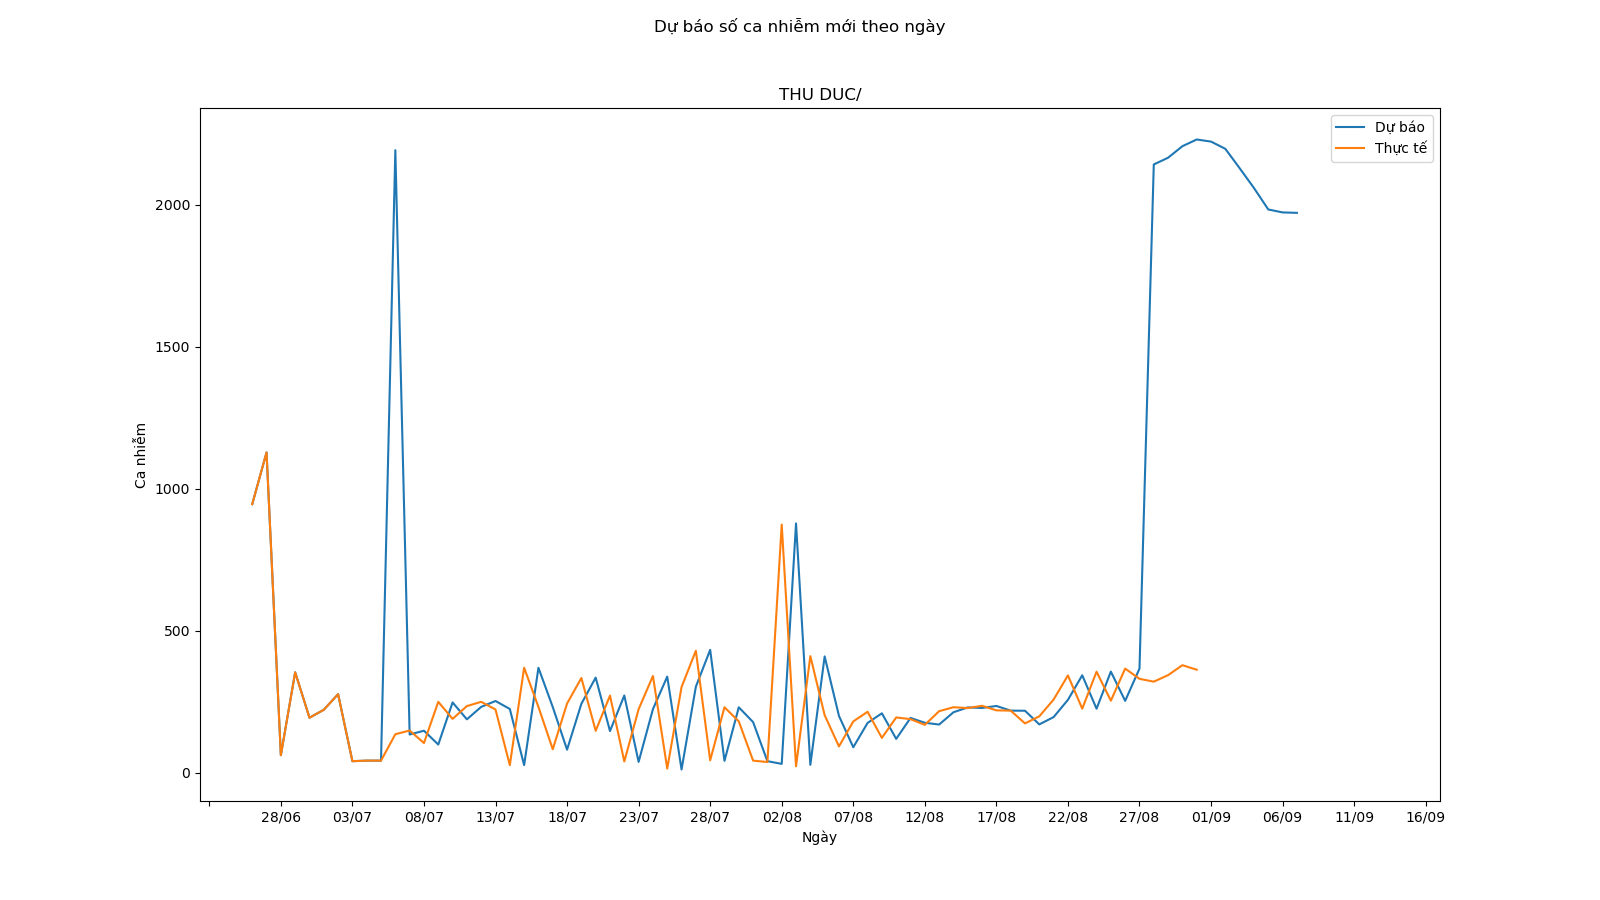 Dự báo số ca nhiễm mới theo ngày
THU DUC/
Dự báo
Thực tế
2000
1500
1000
500
0
Ca nhiễm
28/06 03/07 08/07 13/07 18/07 23/07 28/07 02/08 07/08 12/08 17/08 22/08 27/08 01/09 06/09 11/09 16/09
Ngày